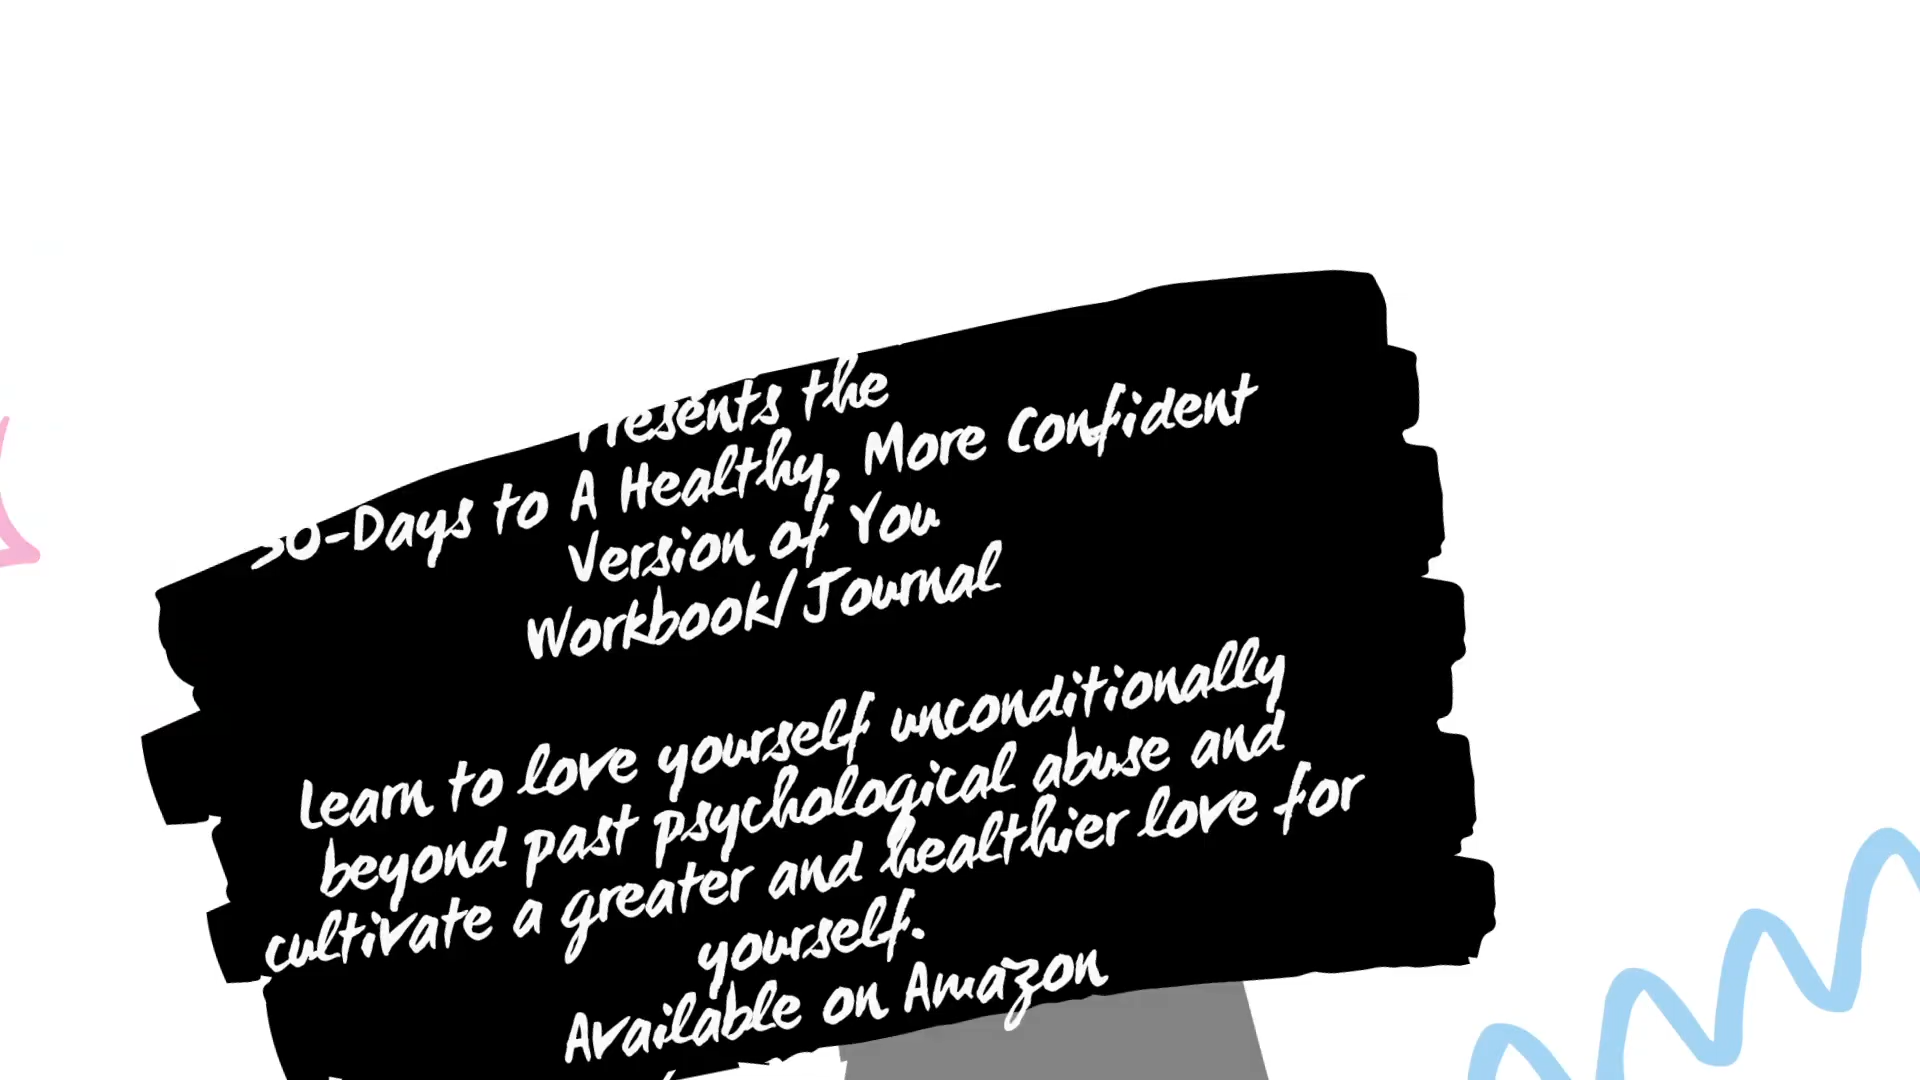 Presents the
30-Days to A Healthy, More Confident
Version of You
Workbook/Journal
Learn to love yourself unconditionally
beyond past psychological abuse and
cultivate a greater and healthier love for
yourself.
Available on Amazon